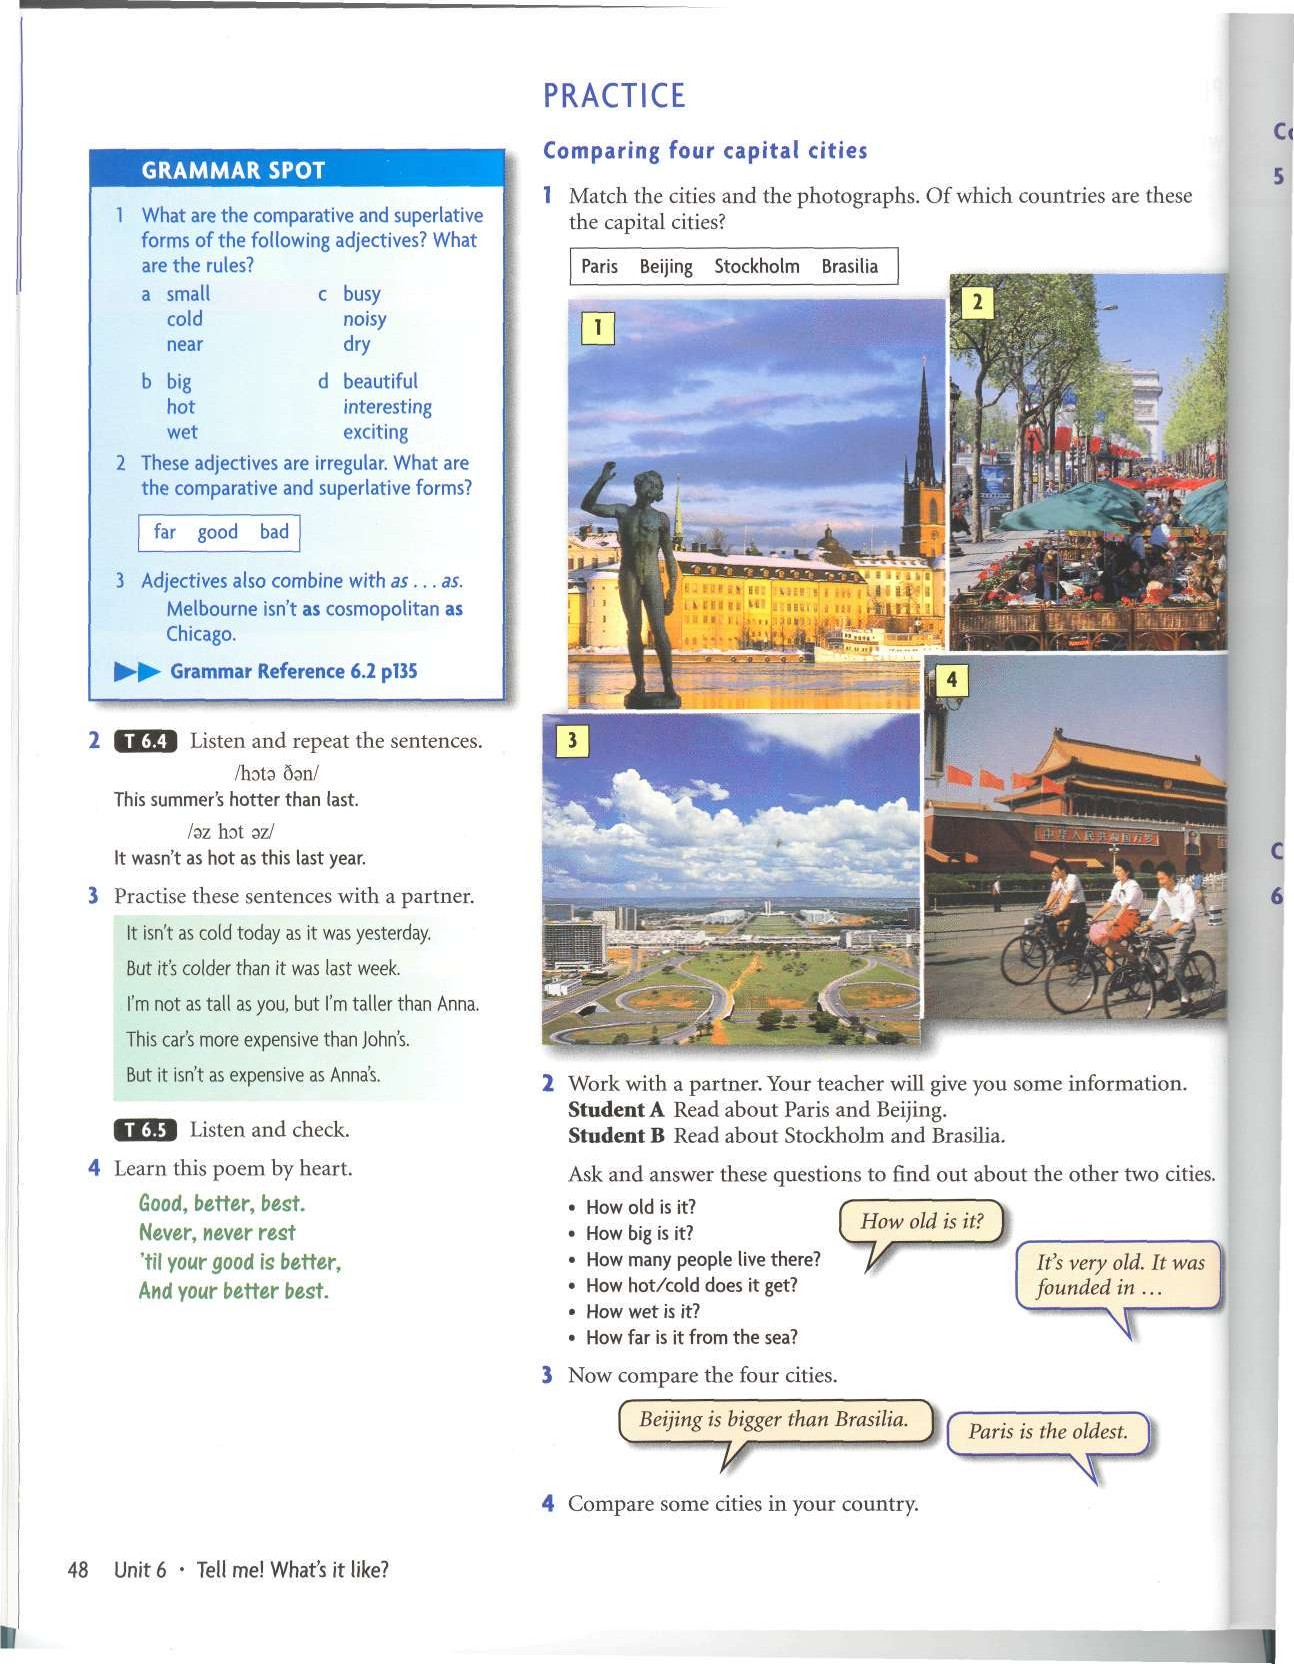 GRAMMAR SPOT
1 What are the comparative and superlative
forms of the following adjectives? What
are the rules?
a small
cold
near
c busy
noisy
dry
b big
hot
wet
d beautiful
interesting
exciting
2 These adjectives are irregular. What are
the comparative and superlative forms?
far good bad
3 Adjectives also combine with as . . . as.
Melbourne isn't as cosmopolitan as
Chicago.
Grammar Reference 6.2 p135
2 T 6.4 Listen and repeat the sentences.
/hɔtə ðən/
This summer's hotter than last.
/əz hɔt əz/
It wasn't as hot as this last year.
3 Practise these sentences with a partner.
It isn't as cold today as it was yesterday.
But it's colder than it was last week.
I'm not as tall as you, but I'm taller than Anna.
This car's more expensive than John's.
But it isn't as expensive as Anna's.
T 6.5 Listen and check.
4 Learn this poem by heart.
Good, better, best.
Never, never rest
'til your good is better,
And your better best.
PRACTICE
Comparing four capital cities
1 Match the cities and the photographs. Of which countries are these
the capital cities?
Paris Beijing Stockholm Brasilia
1
2
3
4
中华人民共和国万岁
2 Work with a partner. Your teacher will give you some information.
Student A Read about Paris and Beijing.
Student B Read about Stockholm and Brasilia.
Ask and answer these questions to find out about the other two cities.
• How old is it?
• How big is it?
• How many people live there?
• How hot/cold does it get?
• How wet is it?
• How far is it from the sea?
How old is it?
It's very old. It was
founded in ...
3 Now compare the four cities.
Beijing is bigger than Brasilia.
Paris is the oldest.
4 Compare some cities in your country.
48 Unit 6 · Tell me! What's it like?
5
C
6